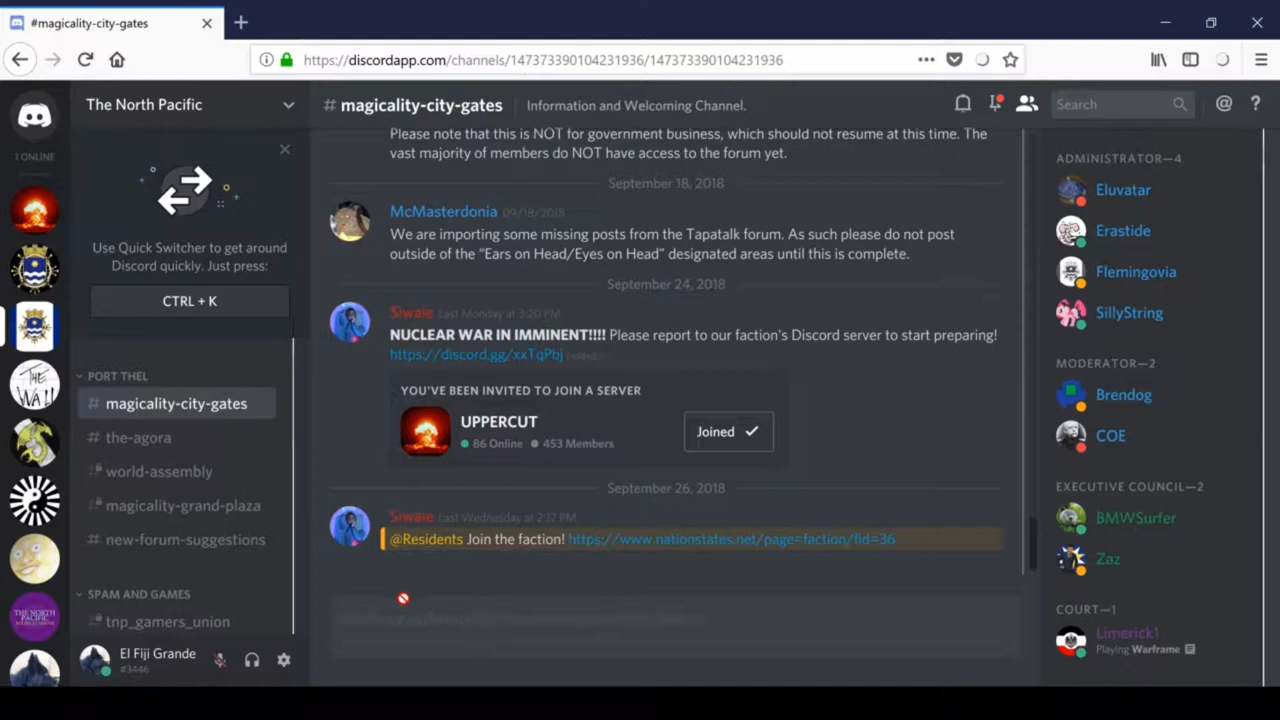 #magicality-city-gates
https://discordapp.com/channels/147373390104231936/147373390104231936
1 ONLINE
THE WALL
THE NORTH PACIFIC
The North Pacific
Use Quick Switcher to get around
Discord quickly. Just press:
CTRL + K
PORT THEL
# magicality-city-gates
# the-agora
world-assembly
magicality-grand-plaza
# new-forum-suggestions
SPAM AND GAMES
# tnp_gamers_union
El Fiji Grande
#3446
# magicality-city-gates
Information and Welcoming Channel.
Search
@ ?
Please note that this is NOT for government business, which should not resume at this time. The
vast majority of members do NOT have access to the forum yet.
September 18, 2018
McMasterdonia 09/18/2018
We are importing some missing posts from the Tapatalk forum. As such please do not post
outside of the “Ears on Head/Eyes on Head” designated areas until this is complete.
September 24, 2018
Siwale Last Monday at 3:20 PM
NUCLEAR WAR IN IMMINENT!!!! Please report to our faction's Discord server to start preparing!
https://discord.gg/xxTqPbj (edited)
YOU'VE BEEN INVITED TO JOIN A SERVER
UPPERCUT
86 Online 453 Members
Joined
September 26, 2018
Siwale Last Wednesday at 2:17 PM
@Residents Join the faction! https://www.nationstates.net/page=faction/fid=36
ADMINISTRATOR—4
Eluvatar
Erastide
Flemingovia
SillyString
MODERATOR—2
Brendog
COE
EXECUTIVE COUNCIL—2
BMWSurfer
Zaz
COURT—1
Limerick1
Playing Warframe